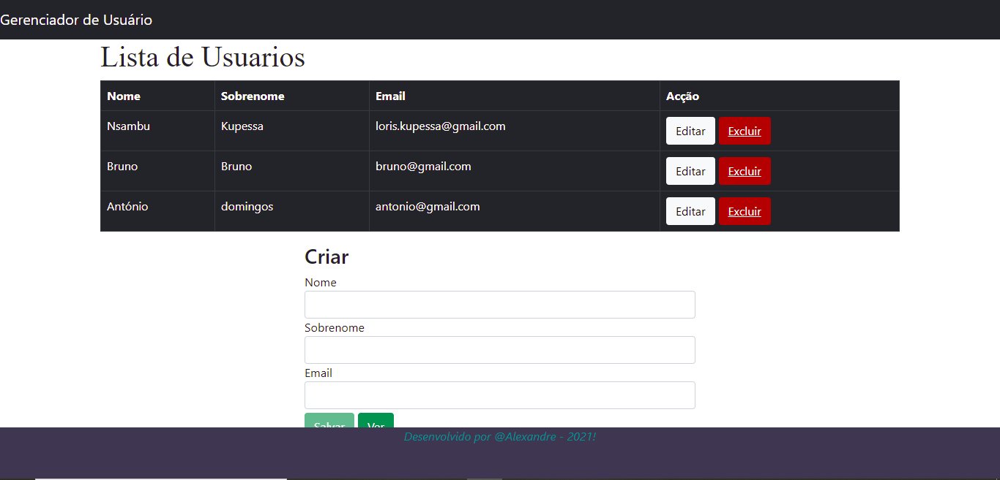 Gerenciador de Usuário
Lista de Usuarios
Nome Sobrenome Email Acção
Nsambu Kupessa loris.kupessa@gmail.com Editar Excluir
Bruno Bruno bruno@gmail.com Editar Excluir
António domingos antonio@gmail.com Editar Excluir
Criar
Nome
Sobrenome
Email
Salvar Ver
Desenvolvido por @Alexandre - 2021!